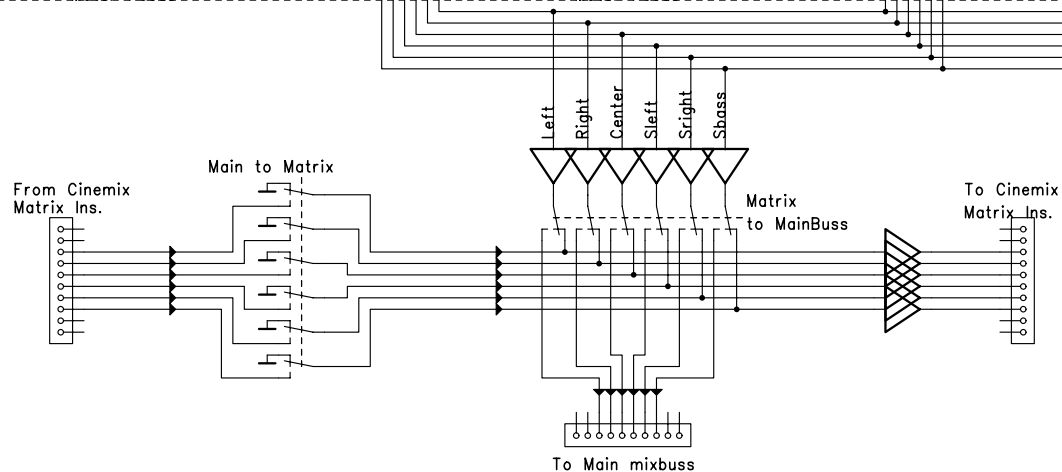 Left
Right
Center
Sleft
Sright
Sbass
Main to Matrix
From Cinemix
Matrix Ins.
Matrix
to MainBuss
To Cinemix
Matrix Ins.
To Main mixbuss